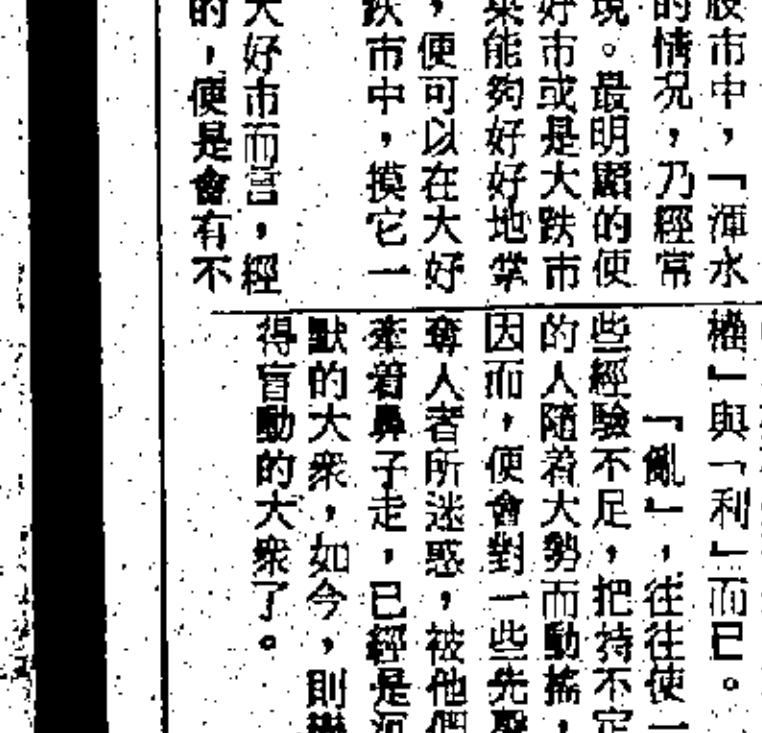 股市中，「渾水
的情況，乃經常
現。最明顯的便
好市或是大跌市
果能夠好好地掌
，便可以在大好
跌市中，摸它一
大好市而言，經
的，便是會有不
權」與「利」而已。
「亂」，往往使一
些經驗不足，把持不定
的人隨着大勢而動搖，
因而，便會對一些先聲
奪人者所迷惑，被他們
牽着鼻子走，已經是沉
默的大衆，如今，則變
得盲動的大衆了。